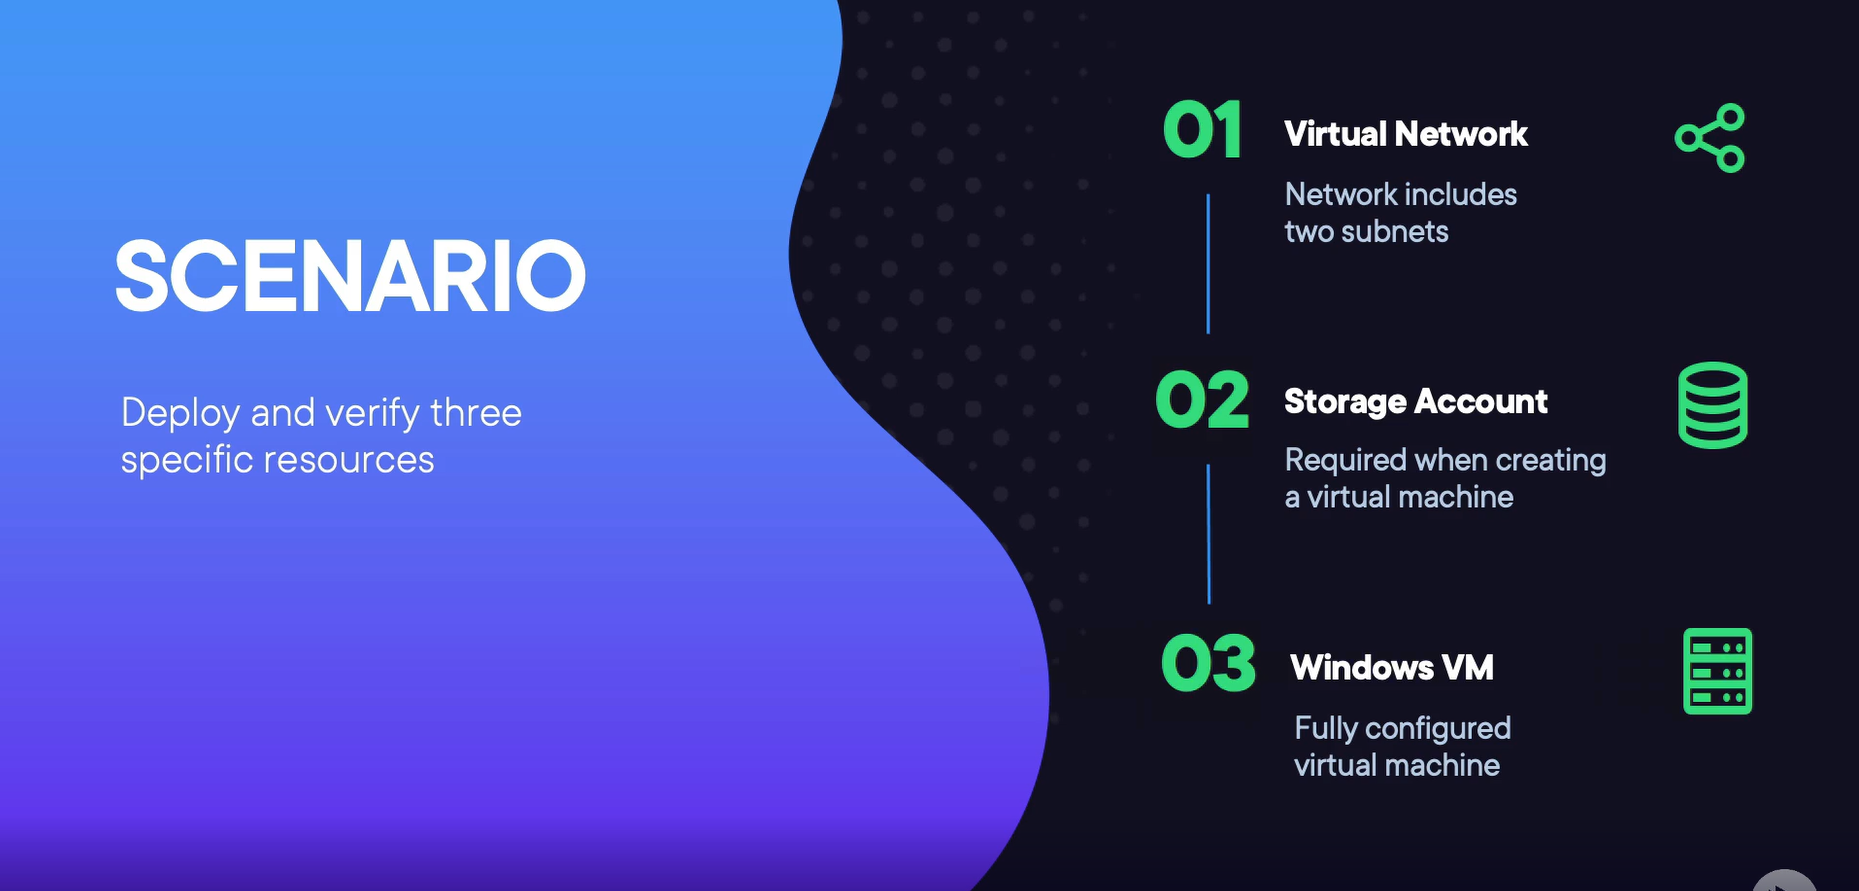 SCENARIO
Deploy and verify three
specific resources
01
Virtual Network
Network includes
two subnets
02
Storage Account
Required when creating
a virtual machine
03
Windows VM
Fully configured
virtual machine